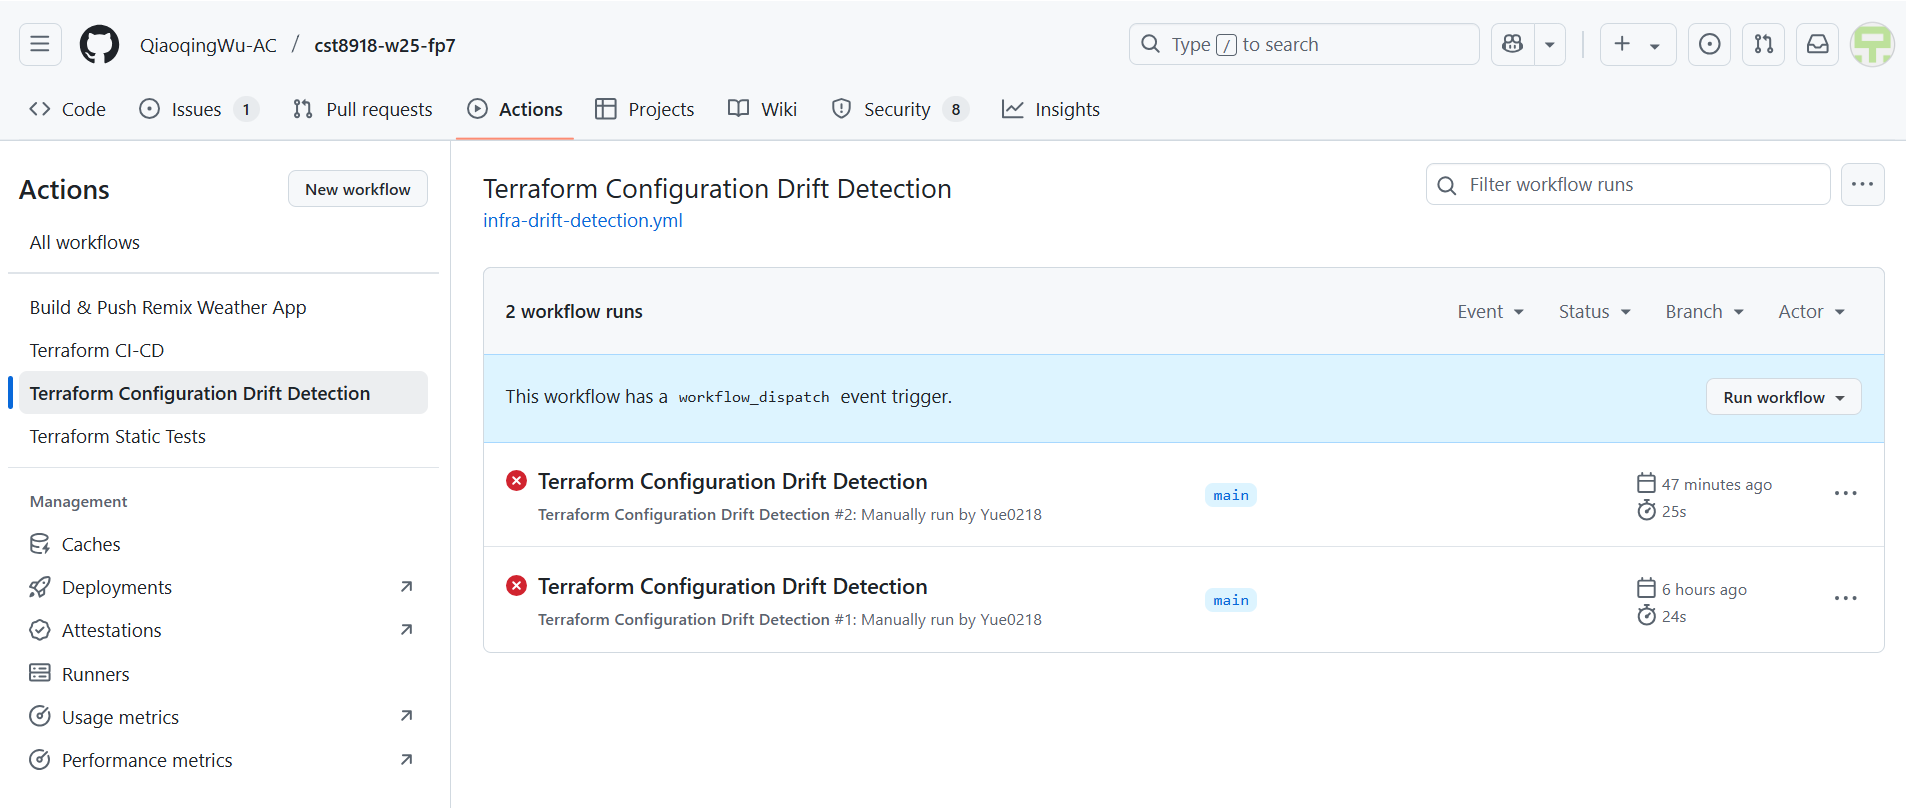 QiaoqingWu-AC / cst8918-w25-fp7
Type / to search
Code
Issues 1
Pull requests
Actions
Projects
Wiki
Security 8
Insights
Actions
New workflow
All workflows
Build & Push Remix Weather App
Terraform CI-CD
Terraform Configuration Drift Detection
Terraform Static Tests
Management
Caches
Deployments
Attestations
Runners
Usage metrics
Performance metrics
Terraform Configuration Drift Detection
infra-drift-detection.yml
Filter workflow runs
2 workflow runs
Event
Status
Branch
Actor
This workflow has a workflow_dispatch event trigger.
Run workflow
Terraform Configuration Drift Detection
Terraform Configuration Drift Detection #2: Manually run by Yue0218
main
47 minutes ago
25s
Terraform Configuration Drift Detection
Terraform Configuration Drift Detection #1: Manually run by Yue0218
main
6 hours ago
24s